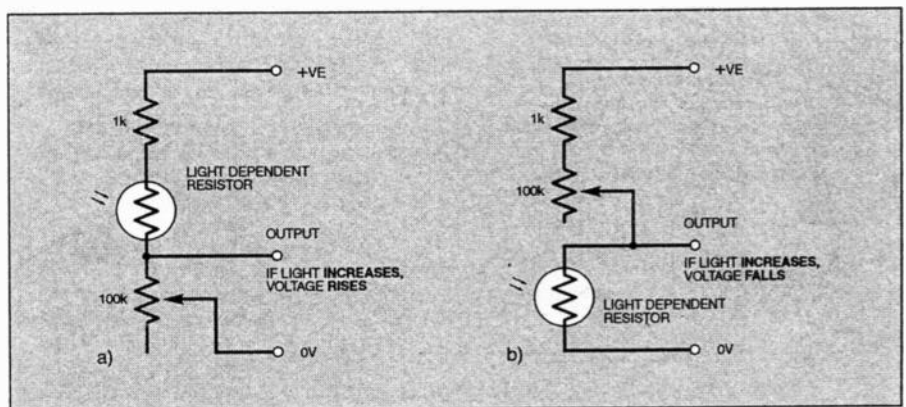 +VE
1k
LIGHT DEPENDENT
RESISTOR
OUTPUT
IF LIGHT INCREASES,
VOLTAGE RISES
100k
0V
a)
+VE
1k
100k
OUTPUT
IF LIGHT INCREASES,
VOLTAGE FALLS
LIGHT DEPENDENT
RESISTOR
0V
b)